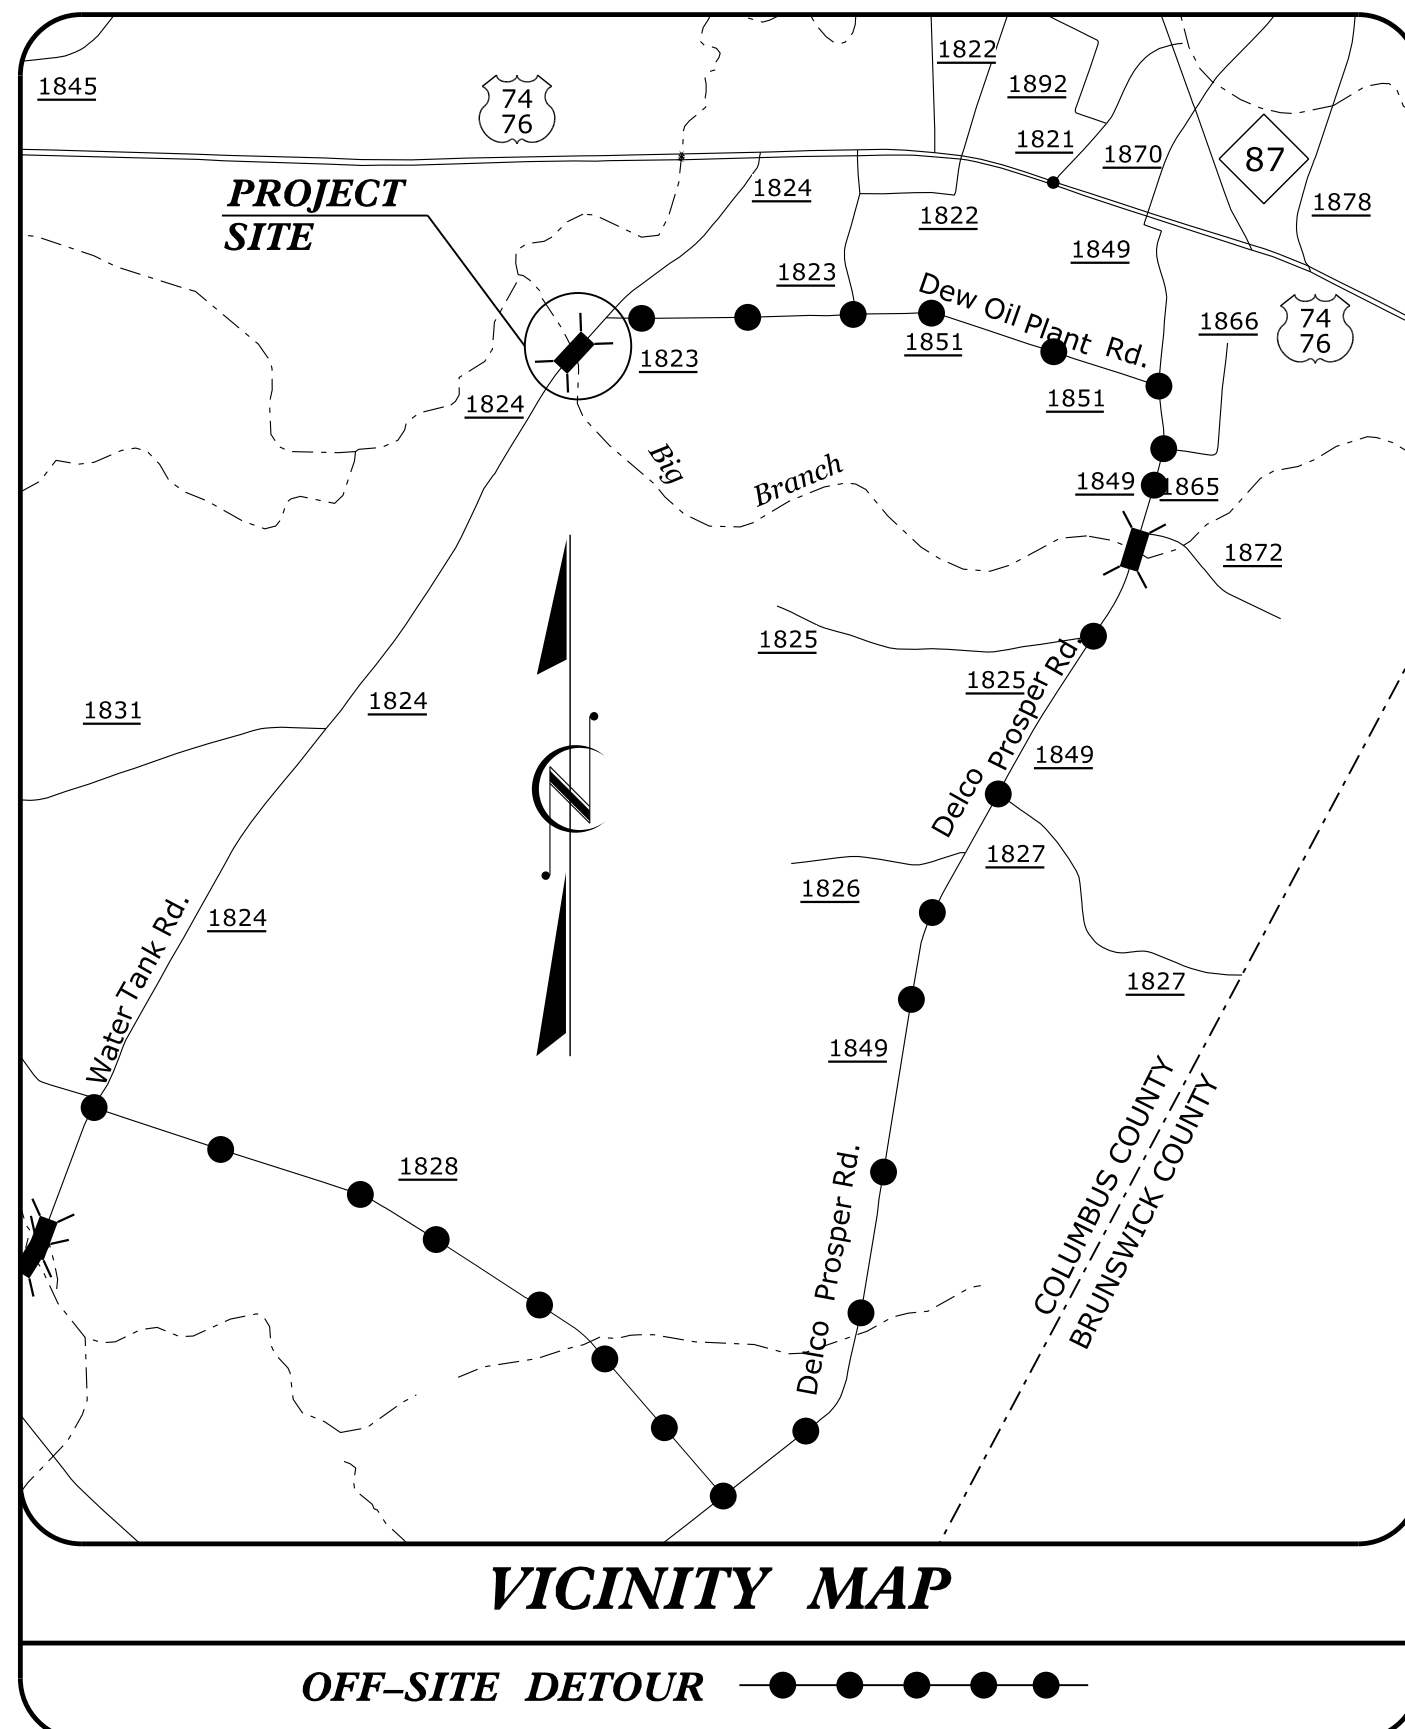 1822
1845
1892
74
76
1821
1870
87
PROJECT
SITE
1824
1878
1822
1849
1823
Dew Oil Plant Rd.
1866
74
76
1851
1823
1824
1851
Big Branch
1849
1865
1872
1825
1825
1824
1831
Delco Prosper Rd.
1849
N
1827
1826
Water Tank Rd.
1824
1827
1849
COLUMBUS COUNTY
BRUNSWICK COUNTY
1828
Delco Prosper Rd.
VICINITY MAP
OFF–SITE DETOUR